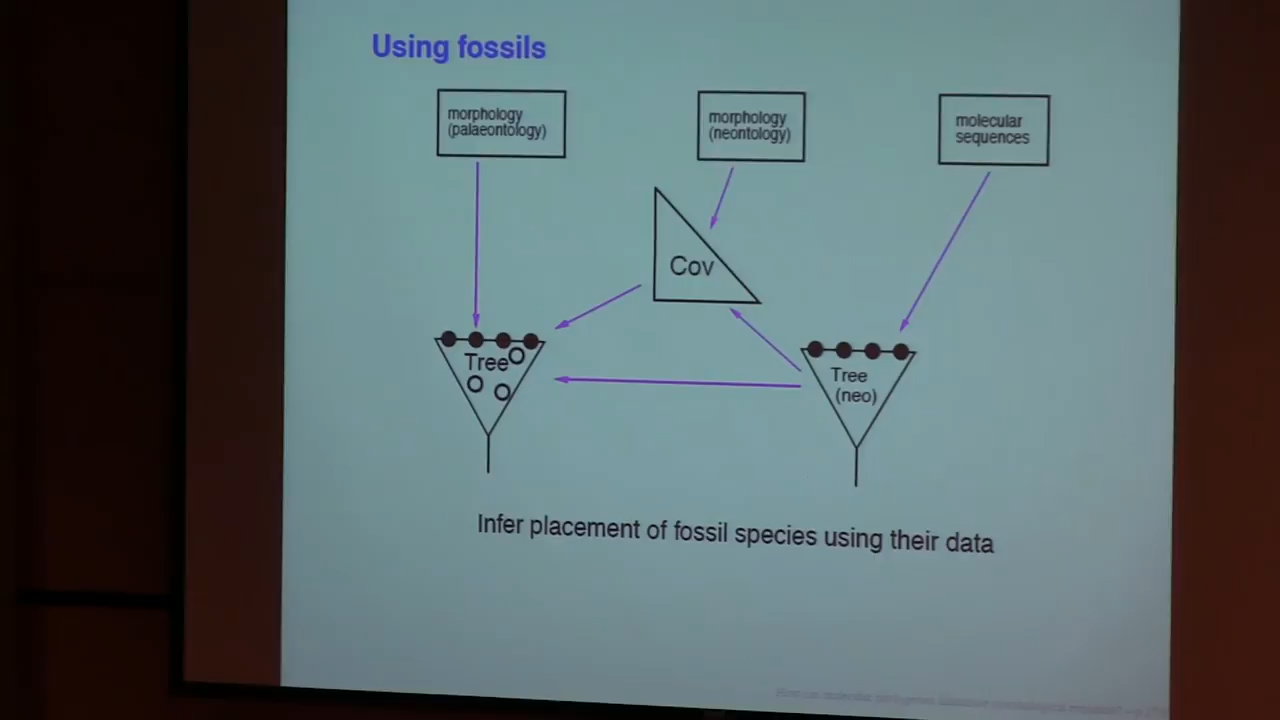 Using fossils
morphology
(palaeontology)
morphology
(neontology)
molecular
sequences
Cov
Tree
Tree
(neo)
Infer placement of fossil species using their data